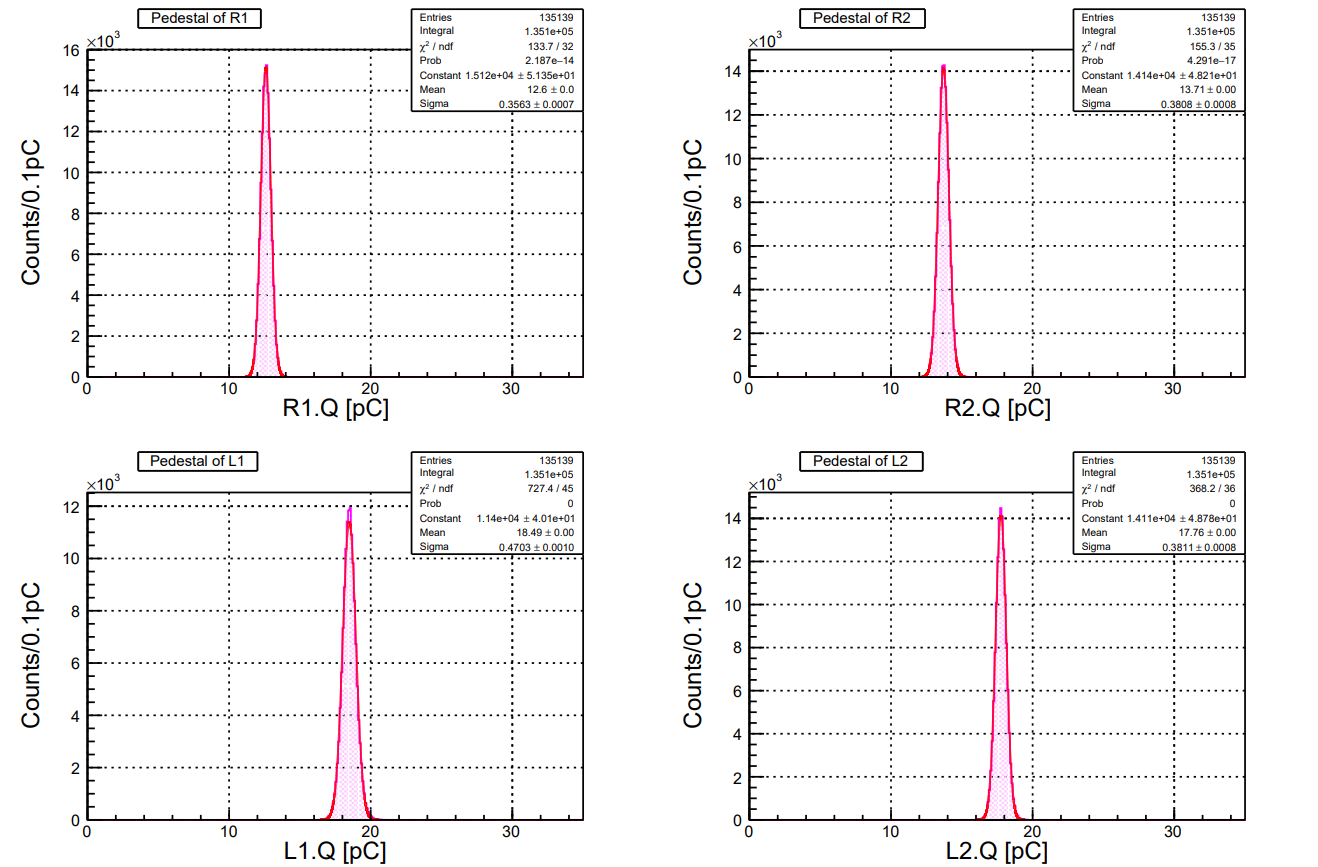 Pedestal of R1
Entries 135139
Integral 1.351e+05
χ² / ndf 133.7 / 32
Prob 2.187e−14
Constant 1.512e+04 ± 5.135e+01
Mean 12.6 ± 0.0
Sigma 0.3563 ± 0.0007
×10³
16
14
12
10
8
6
4
2
0
Counts/0.1pC
0 10 20 30
R1.Q [pC]
Pedestal of R2
Entries 135139
Integral 1.351e+05
χ² / ndf 155.3 / 35
Prob 4.291e−17
Constant 1.414e+04 ± 4.821e+01
Mean 13.71 ± 0.00
Sigma 0.3808 ± 0.0008
×10³
14
12
10
8
6
4
2
0
Counts/0.1pC
0 10 20 30
R2.Q [pC]
Pedestal of L1
Entries 135139
Integral 1.351e+05
χ² / ndf 727.4 / 45
Prob 0
Constant 1.14e+04 ± 4.01e+01
Mean 18.49 ± 0.00
Sigma 0.4703 ± 0.0010
×10³
12
10
8
6
4
2
0
Counts/0.1pC
0 10 20 30
L1.Q [pC]
Pedestal of L2
Entries 135139
Integral 1.351e+05
χ² / ndf 368.2 / 36
Prob 0
Constant 1.411e+04 ± 4.878e+01
Mean 17.76 ± 0.00
Sigma 0.3811 ± 0.0008
×10³
14
12
10
8
6
4
2
0
Counts/0.1pC
0 10 20 30
L2.Q [pC]